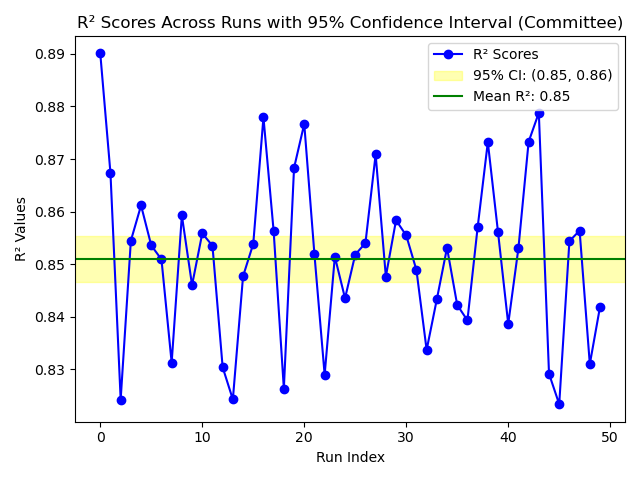 R² Scores Across Runs with 95% Confidence Interval (Committee)
R² Scores
95% CI: (0.85, 0.86)
Mean R²: 0.85
R² Values
0.89
0.88
0.87
0.86
0.85
0.84
0.83
0
10
20
30
40
50
Run Index